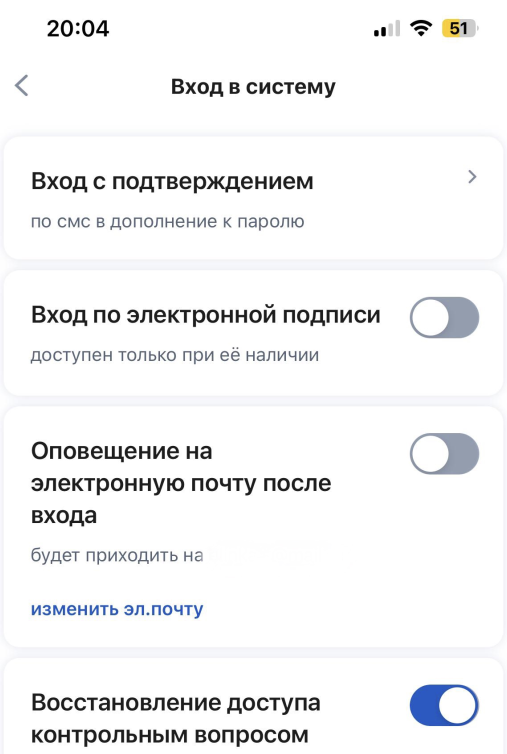 20:04
51
Вход в систему
Вход с подтверждением
по смс в дополнение к паролю
Вход по электронной подписи
доступен только при её наличии
Оповещение на
электронную почту после
входа
будет приходить на
изменить эл.почту
Восстановление доступа
контрольным вопросом